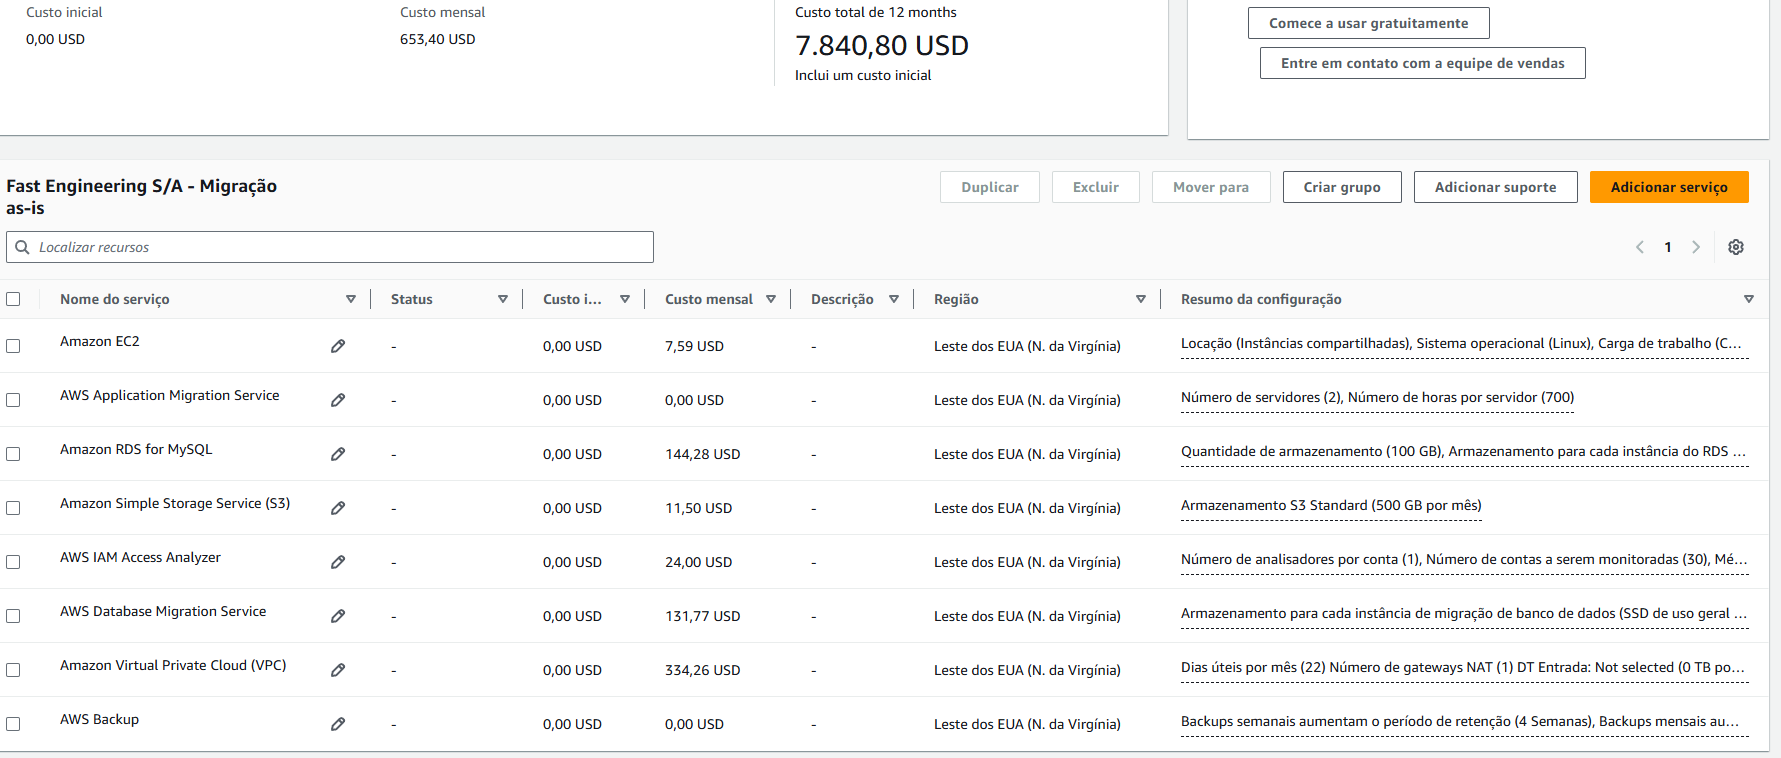 Custo inicial
Custo mensal
Custo total de 12 months
0,00 USD
653,40 USD
7.840,80 USD
Inclui um custo inicial
Comece a usar gratuitamente
Entre em contato com a equipe de vendas
Fast Engineering S/A - Migração
as-is
Duplicar
Excluir
Mover para
Criar grupo
Adicionar suporte
Adicionar serviço
Localizar recursos
1
Nome do serviço Status Custo i... Custo mensal Descrição Região Resumo da configuração
Amazon EC2 - 0,00 USD 7,59 USD - Leste dos EUA (N. da Virgínia) Locação (Instâncias compartilhadas), Sistema operacional (Linux), Carga de trabalho (C...
AWS Application Migration Service - 0,00 USD 0,00 USD - Leste dos EUA (N. da Virgínia) Número de servidores (2), Número de horas por servidor (700)
Amazon RDS for MySQL - 0,00 USD 144,28 USD - Leste dos EUA (N. da Virgínia) Quantidade de armazenamento (100 GB), Armazenamento para cada instância do RDS ...
Amazon Simple Storage Service (S3) - 0,00 USD 11,50 USD - Leste dos EUA (N. da Virgínia) Armazenamento S3 Standard (500 GB por mês)
AWS IAM Access Analyzer - 0,00 USD 24,00 USD - Leste dos EUA (N. da Virgínia) Número de analisadores por conta (1), Número de contas a serem monitoradas (30), Mé...
AWS Database Migration Service - 0,00 USD 131,77 USD - Leste dos EUA (N. da Virgínia) Armazenamento para cada instância de migração de banco de dados (SSD de uso geral ...
Amazon Virtual Private Cloud (VPC) - 0,00 USD 334,26 USD - Leste dos EUA (N. da Virgínia) Dias úteis por mês (22) Número de gateways NAT (1) DT Entrada: Not selected (0 TB po...
AWS Backup - 0,00 USD 0,00 USD - Leste dos EUA (N. da Virgínia) Backups semanais aumentam o período de retenção (4 Semanas), Backups mensais au...